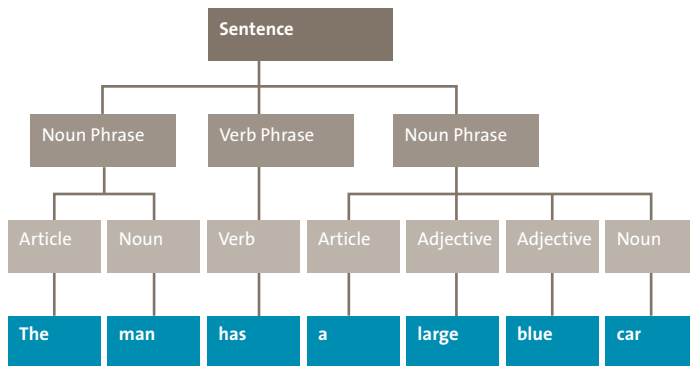 Sentence
Noun Phrase
Verb Phrase
Noun Phrase
Article
Noun
Verb
Article
Adjective
Adjective
Noun
The
man
has
a
large
blue
car